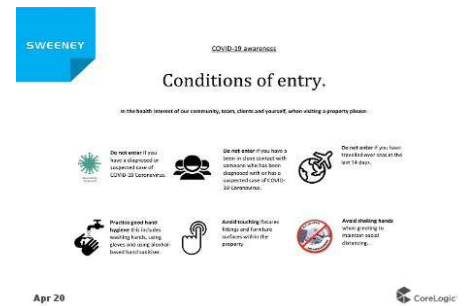 SWEENEY
COVID-19 awareness
Conditions of entry.
In the health interest of our community, team, clients and yourself, when visiting a property please:
Do not enter if you
have a diagnosed or
suspected case of
COVID-19 Coronavirus.
Do not enter if you have a
been in close contact with
someone who has been
diagnosed with or has a
suspected case of COVID-
19 Coronavirus.
Do not enter if you have
travelled over seas in the
last 14 days.
Practice good hand
hygiene this includes
washing hands, using
gloves and using alcohol-
based hand sanitiser.
Avoid touching fixtures
fittings and furniture
surfaces within the
property
Avoid shaking hands
when greeting to
maintain social
distancing.
Apr 20
CoreLogic